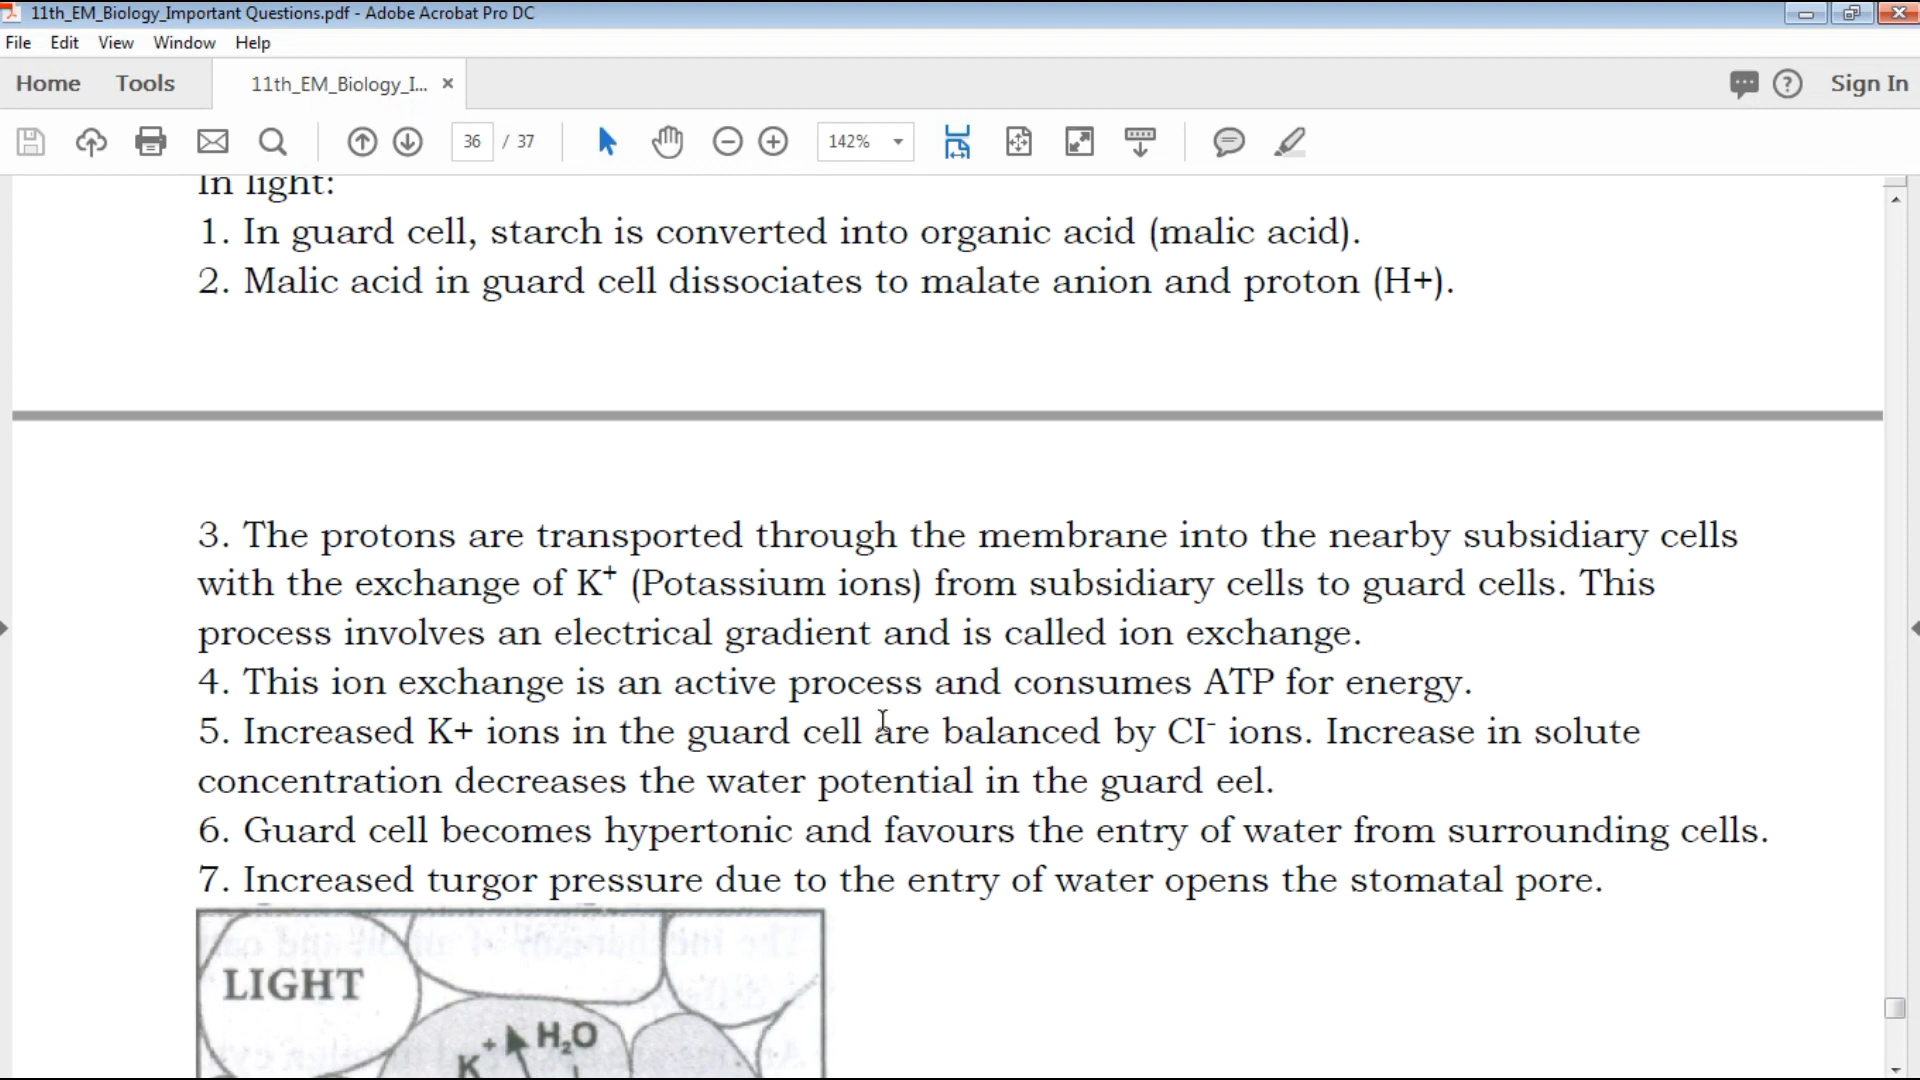 11th_EM_Biology_Important Questions.pdf - Adobe Acrobat Pro DC
File Edit View Window Help
Home Tools 11th_EM_Biology_I... × Sign In
36 / 37 142%
In light:
1. In guard cell, starch is converted into organic acid (malic acid).
2. Malic acid in guard cell dissociates to malate anion and proton (H+).
3. The protons are transported through the membrane into the nearby subsidiary cells
with the exchange of K⁺ (Potassium ions) from subsidiary cells to guard cells. This
process involves an electrical gradient and is called ion exchange.
4. This ion exchange is an active process and consumes ATP for energy.
5. Increased K+ ions in the guard cell are balanced by CI⁻ ions. Increase in solute
concentration decreases the water potential in the guard eel.
6. Guard cell becomes hypertonic and favours the entry of water from surrounding cells.
7. Increased turgor pressure due to the entry of water opens the stomatal pore.
LIGHT
H₂O
K⁺